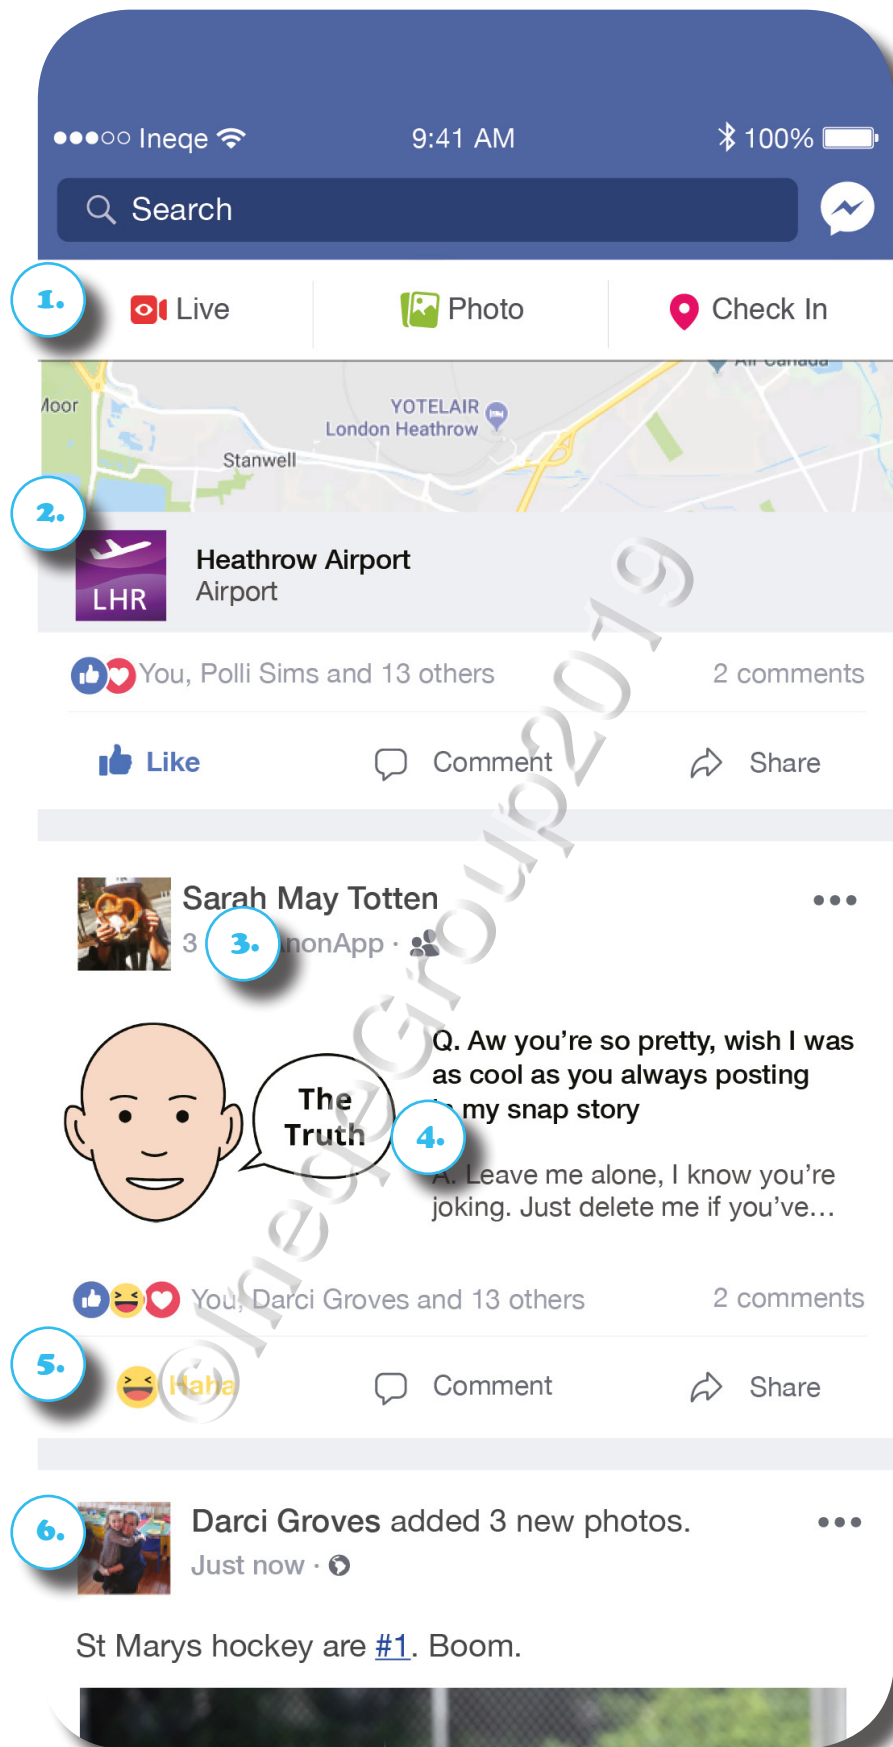 Ineqe 9:41 AM 100%
Search
1. Live Photo Check In
Air Canada
Moor
YOTELAIR
London Heathrow
Stanwell
2.
LHR
Heathrow Airport
Airport
You, Polli Sims and 13 others 2 comments
Like Comment Share
Sarah May Totten
3 3. nonApp ·
The
Truth
Q. Aw you're so pretty, wish I was
as cool as you always posting
my snap story
4.
A. Leave me alone, I know you're
joking. Just delete me if you've...
You, Darci Groves and 13 others 2 comments
5. Haha Comment Share
6. Darci Groves added 3 new photos.
Just now ·
St Marys hockey are #1. Boom.
©IneqeGroup2019